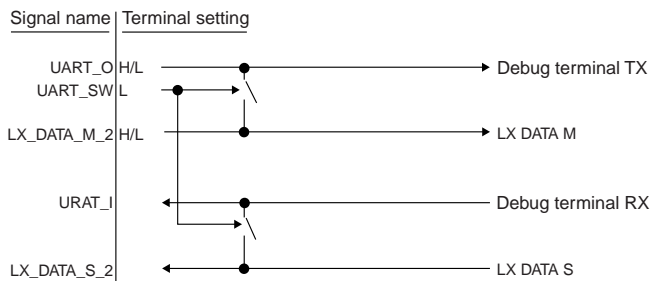 Signal name Terminal setting
UART_O H/L Debug terminal TX
UART_SW L
LX_DATA_M_2 H/L LX DATA M
URAT_I Debug terminal RX
LX_DATA_S_2 LX DATA S